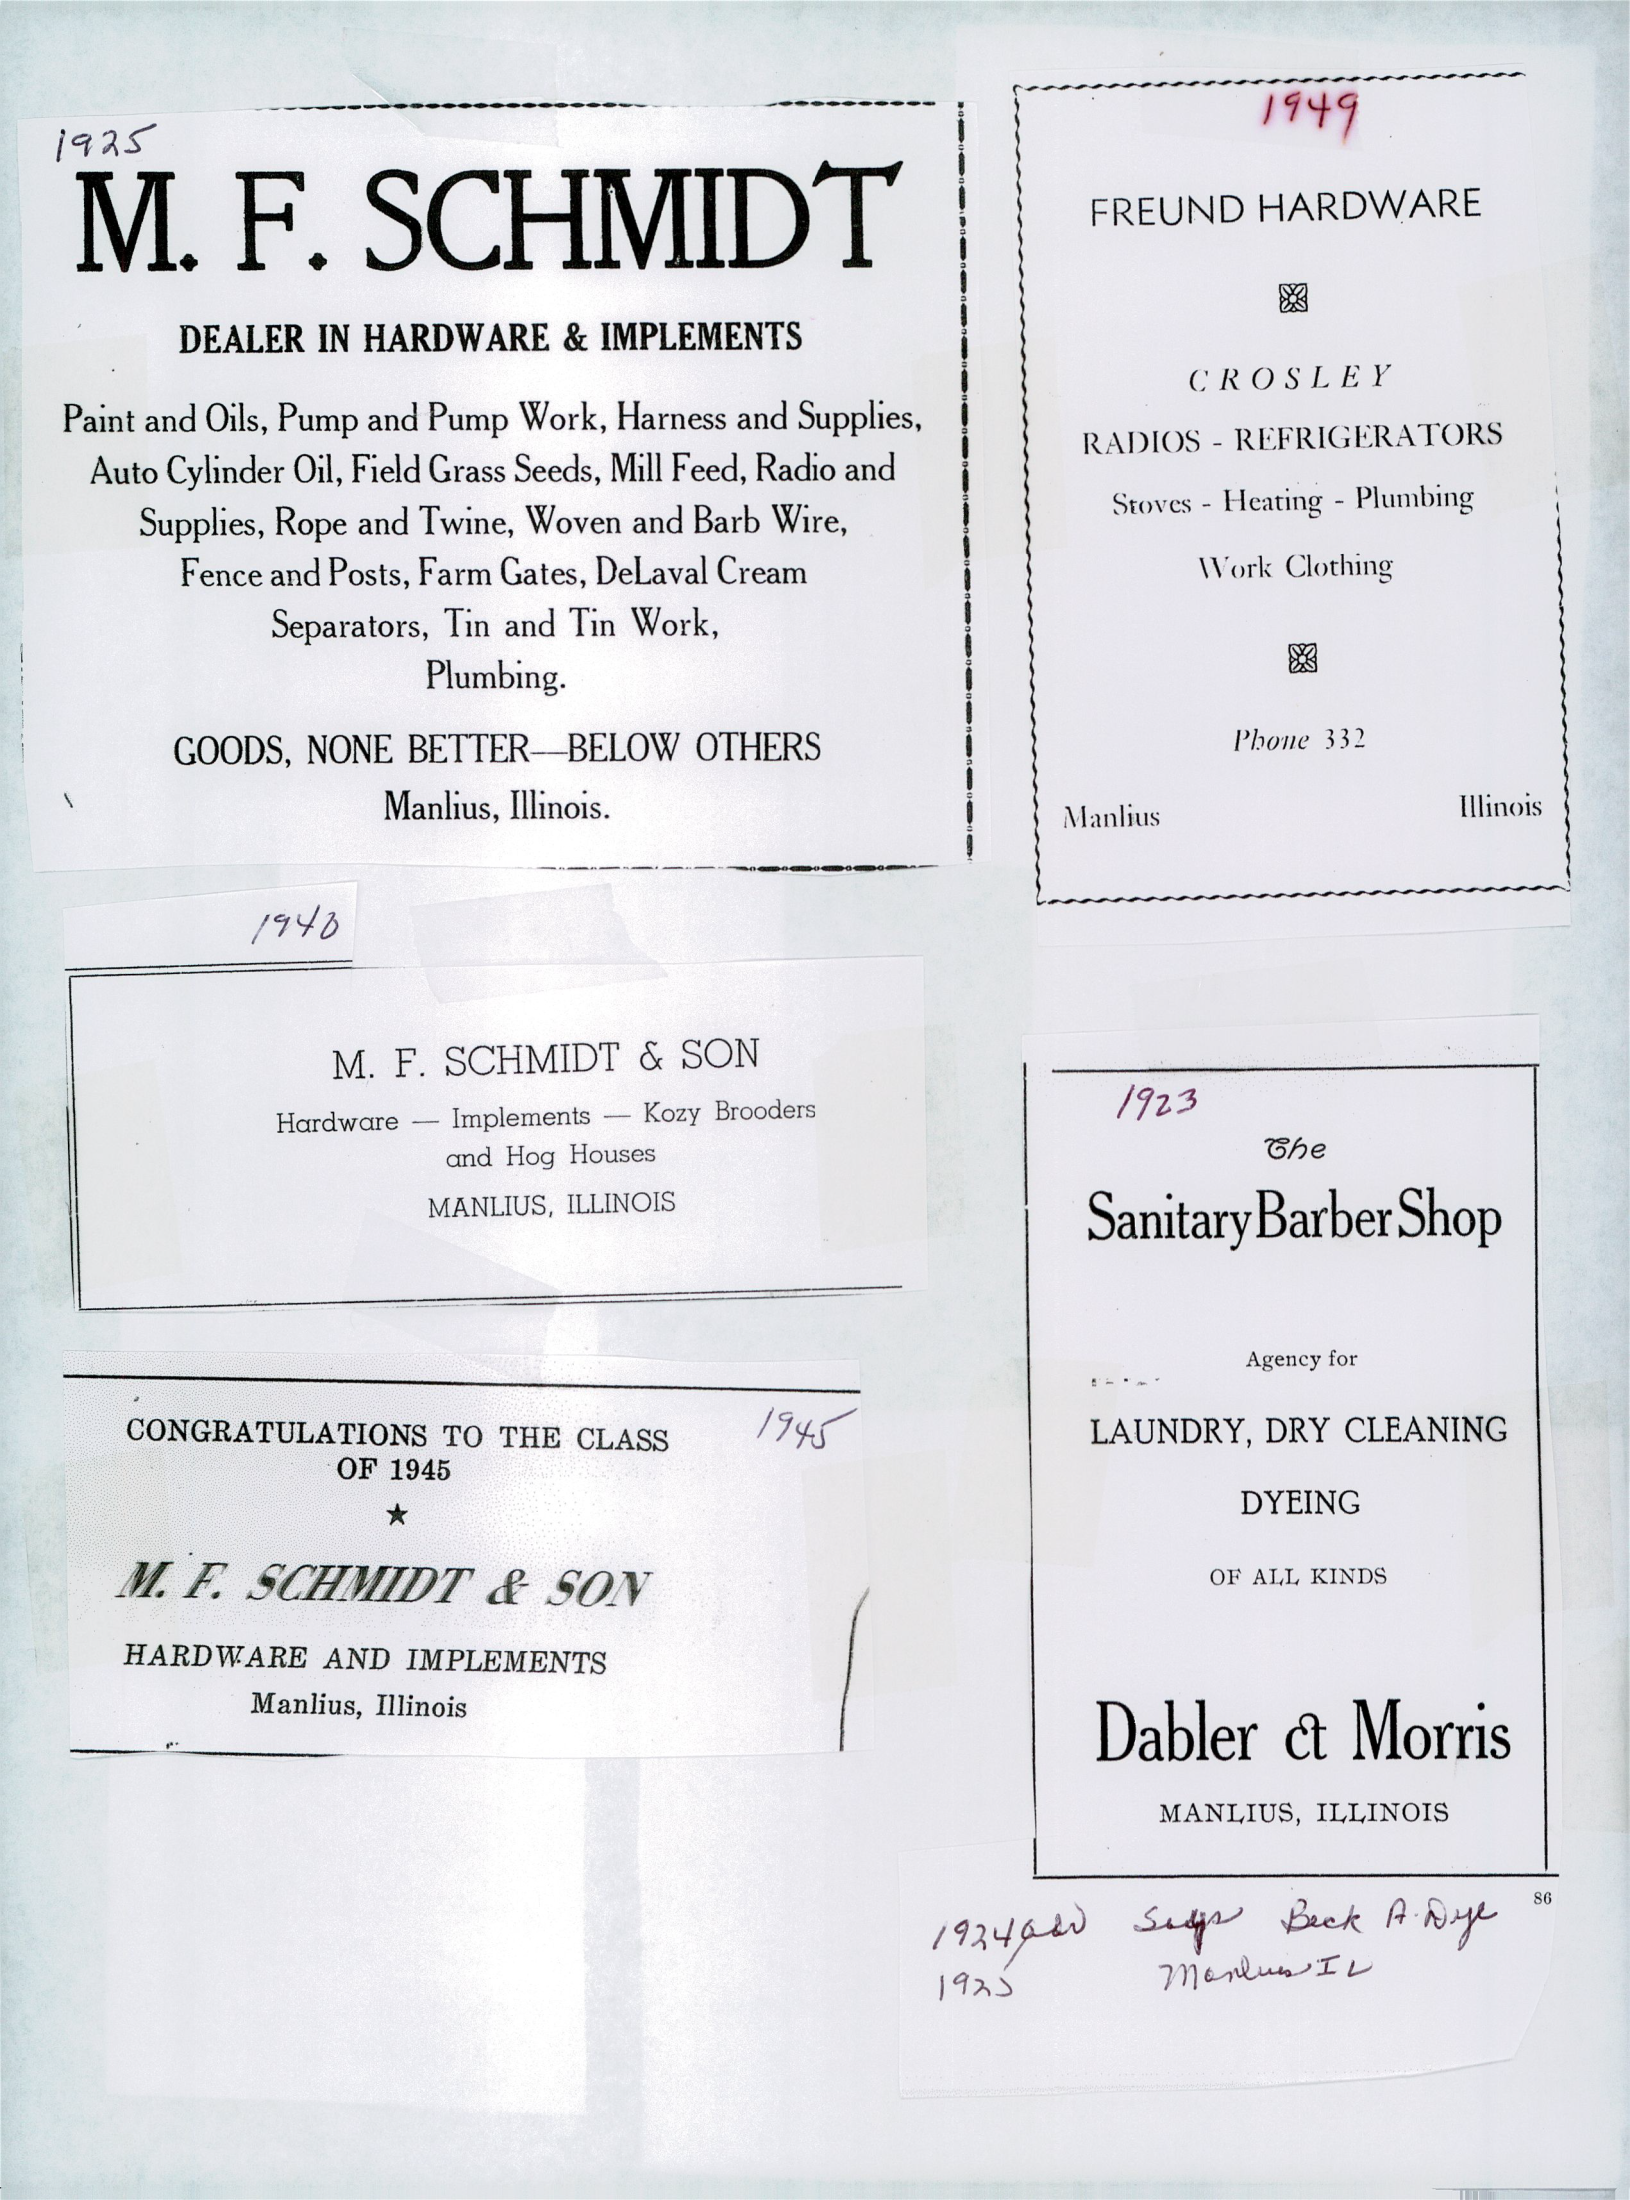 1925
M. F. SCHMIDT
DEALER IN HARDWARE & IMPLEMENTS
Paint and Oils, Pump and Pump Work, Harness and Supplies,
Auto Cylinder Oil, Field Grass Seeds, Mill Feed, Radio and
Supplies, Rope and Twine, Woven and Barb Wire,
Fence and Posts, Farm Gates, DeLaval Cream
Separators, Tin and Tin Work,
Plumbing.
GOODS, NONE BETTER—BELOW OTHERS
Manlius, Illinois.
1949
FREUND HARDWARE
CROSLEY
RADIOS - REFRIGERATORS
Stoves - Heating - Plumbing
Work Clothing
Phone 332
Manlius Illinois
1940
M. F. SCHMIDT & SON
Hardware — Implements — Kozy Brooders
and Hog Houses
MANLIUS, ILLINOIS
CONGRATULATIONS TO THE CLASS
OF 1945
1945
★
M. F. SCHMIDT & SON
HARDWARE AND IMPLEMENTS
Manlius, Illinois
1923
The
Sanitary Barber Shop
Agency for
LAUNDRY, DRY CLEANING
DYEING
OF ALL KINDS
Dabler & Morris
MANLIUS, ILLINOIS
86
1924 Says Beck A. Dye
1925 Manlius IL